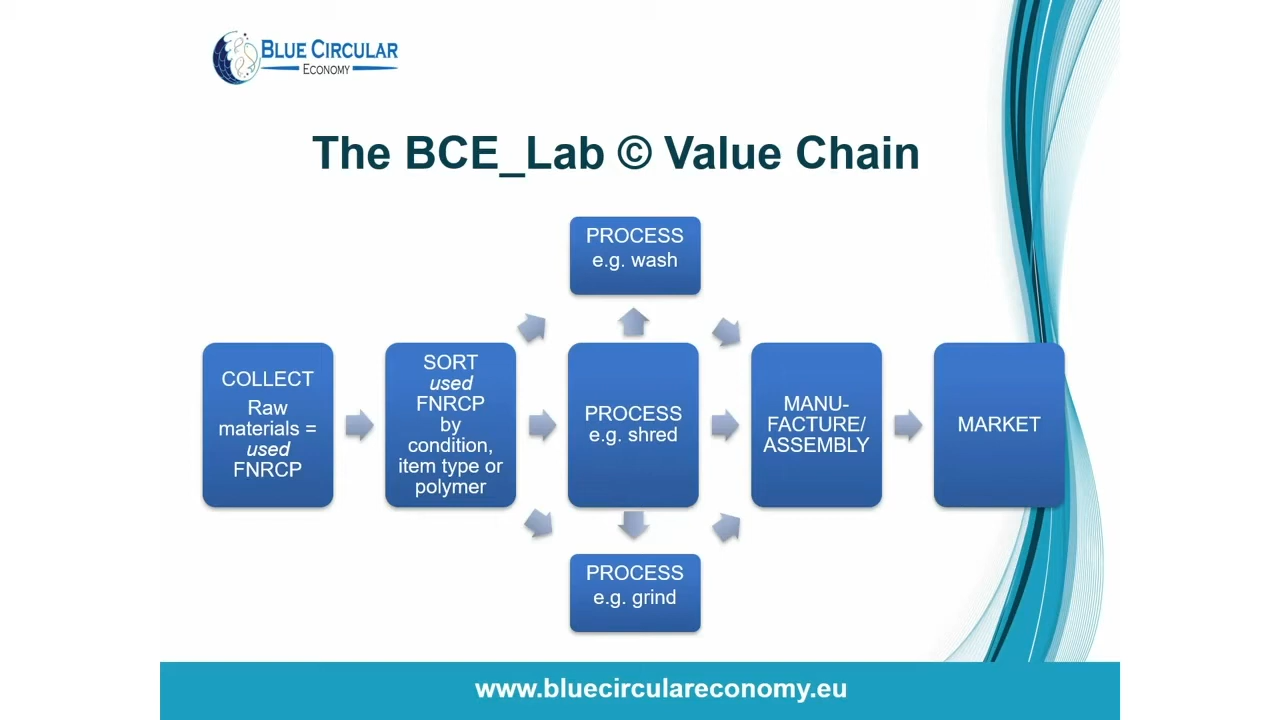 BLUE CIRCULAR
ECONOMY
The BCE_Lab © Value Chain
PROCESS
e.g. wash
COLLECT
Raw
materials =
used
FNRCP
SORT
used
FNRCP
by
condition,
item type or
polymer
PROCESS
e.g. shred
MANU-
FACTURE/
ASSEMBLY
MARKET
PROCESS
e.g. grind
www.bluecirculareconomy.eu